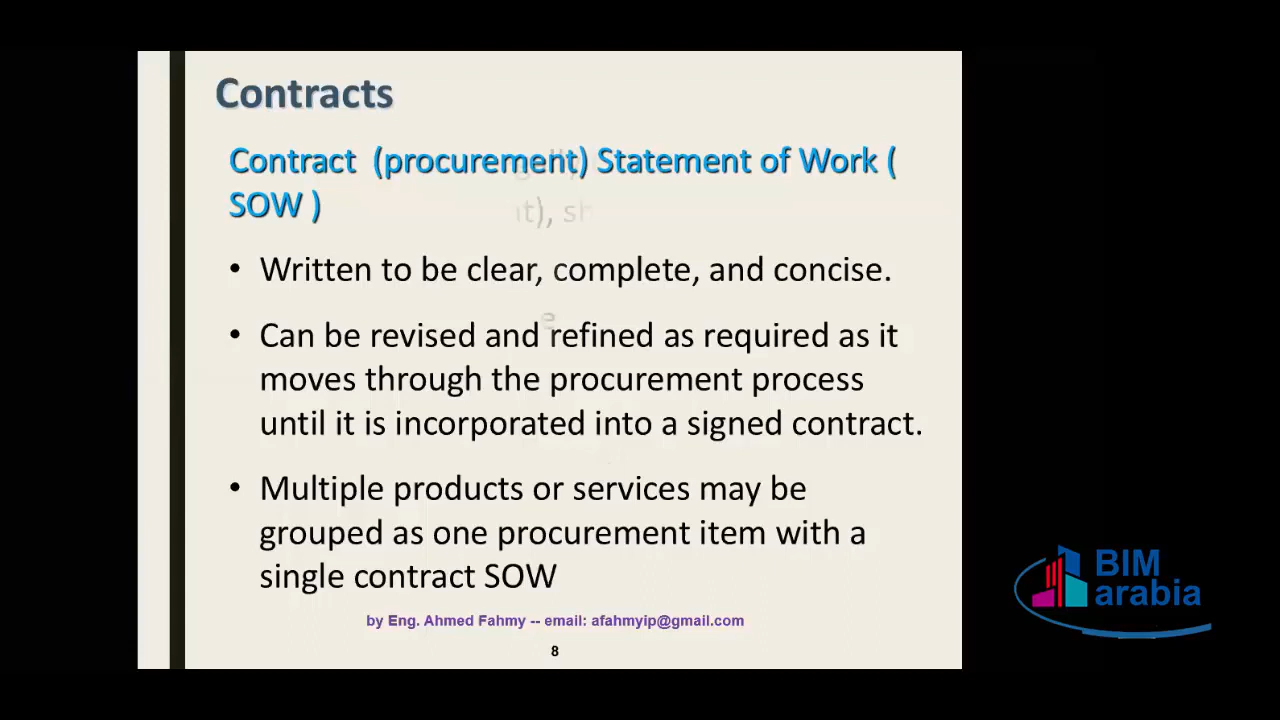 Contracts
Contract (procurement) Statement of Work (
SOW )
• Written to be clear, complete, and concise.
• Can be revised and refined as required as it
moves through the procurement process
until it is incorporated into a signed contract.
• Multiple products or services may be
grouped as one procurement item with a
single contract SOW
by Eng. Ahmed Fahmy -- email: afahmyip@gmail.com
8
BIM
arabia